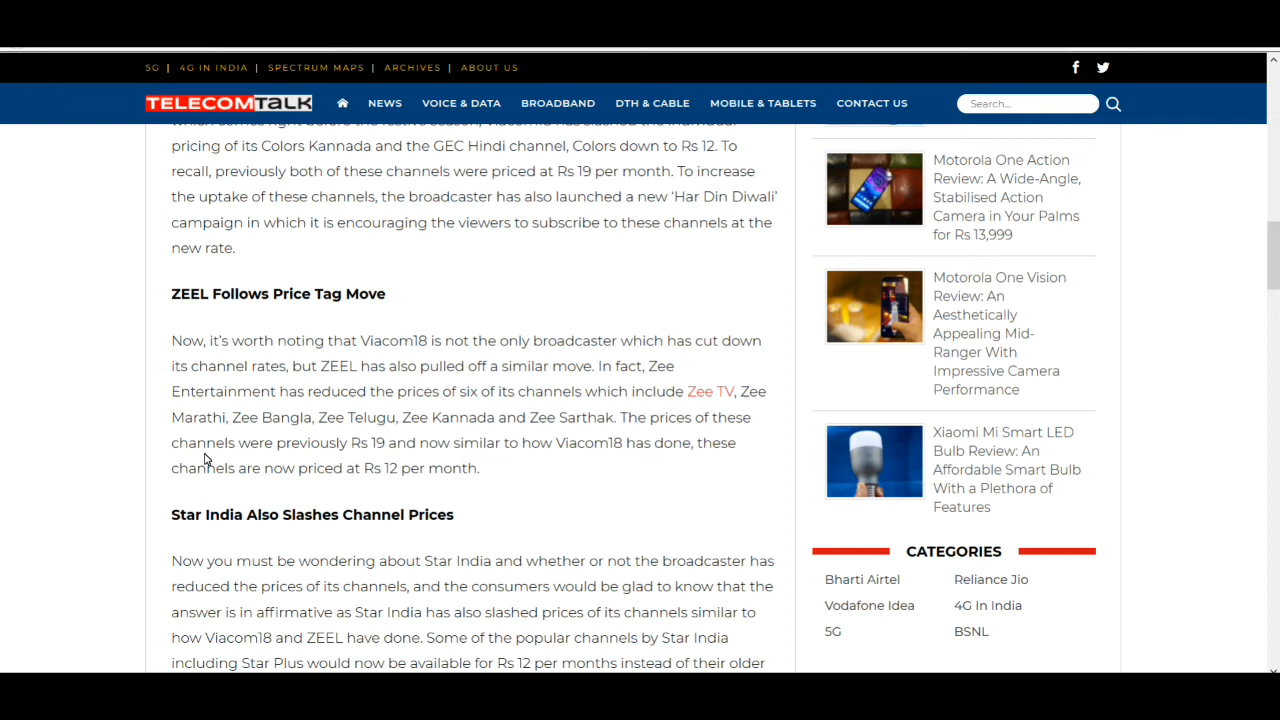 5G | 4G IN INDIA | SPECTRUM MAPS | ARCHIVES | ABOUT US
TELECOMTALK NEWS VOICE & DATA BROADBAND DTH & CABLE MOBILE & TABLETS CONTACT US Search...
pricing of its Colors Kannada and the GEC Hindi channel, Colors down to Rs 12. To
recall, previously both of these channels were priced at Rs 19 per month. To increase
the uptake of these channels, the broadcaster has also launched a new ‘Har Din Diwali’
campaign in which it is encouraging the viewers to subscribe to these channels at the
new rate.
ZEEL Follows Price Tag Move
Now, it’s worth noting that Viacom18 is not the only broadcaster which has cut down
its channel rates, but ZEEL has also pulled off a similar move. In fact, Zee
Entertainment has reduced the prices of six of its channels which include Zee TV, Zee
Marathi, Zee Bangla, Zee Telugu, Zee Kannada and Zee Sarthak. The prices of these
channels were previously Rs 19 and now similar to how Viacom18 has done, these
channels are now priced at Rs 12 per month.
Star India Also Slashes Channel Prices
Now you must be wondering about Star India and whether or not the broadcaster has
reduced the prices of its channels, and the consumers would be glad to know that the
answer is in affirmative as Star India has also slashed prices of its channels similar to
how Viacom18 and ZEEL have done. Some of the popular channels by Star India
including Star Plus would now be available for Rs 12 per months instead of their older
Motorola One Action
Review: A Wide-Angle,
Stabilised Action
Camera in Your Palms
for Rs 13,999
Motorola One Vision
Review: An
Aesthetically
Appealing Mid-
Ranger With
Impressive Camera
Performance
Xiaomi Mi Smart LED
Bulb Review: An
Affordable Smart Bulb
With a Plethora of
Features
CATEGORIES
Bharti Airtel Reliance Jio
Vodafone Idea 4G In India
5G BSNL